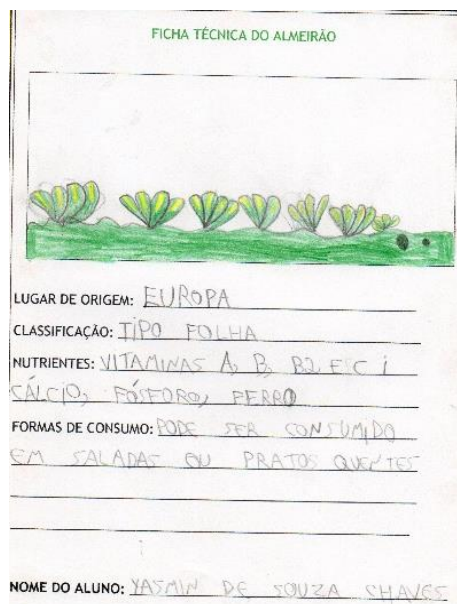 FICHA TÉCNICA DO ALMEIRÃO
LUGAR DE ORIGEM: EUROPA
CLASSIFICAÇÃO: TIPO FOLHA
NUTRIENTES: VITAMINAS A, B, B2 E C i
CÁLCIO, FÓSFORO, FERRO
FORMAS DE CONSUMO: PODE SER CONSUMIDO
EM SALADAS OU PRATOS QUENTES
NOME DO ALUNO: YASMIN DE SOUZA CHAVES